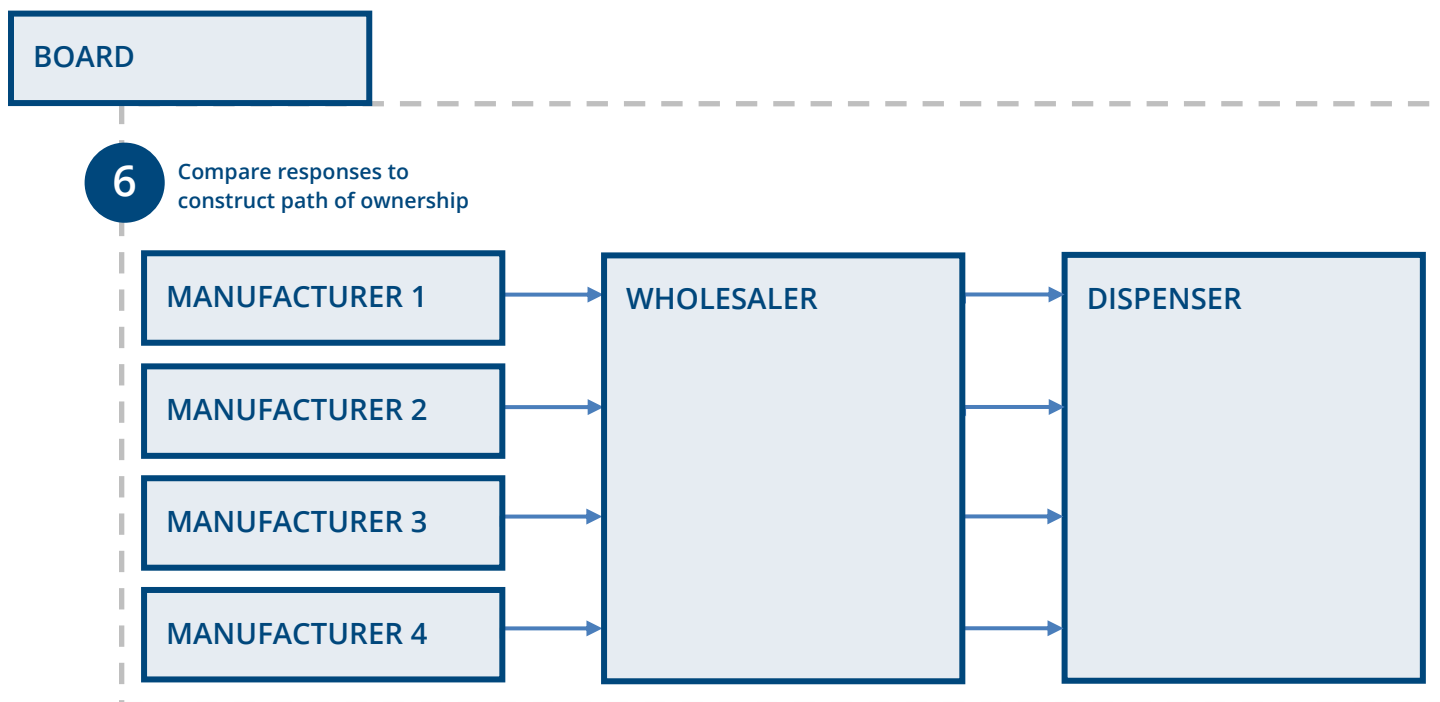 BOARD
6
Compare responses to
construct path of ownership
MANUFACTURER 1
WHOLESALER
DISPENSER
MANUFACTURER 2
MANUFACTURER 3
MANUFACTURER 4